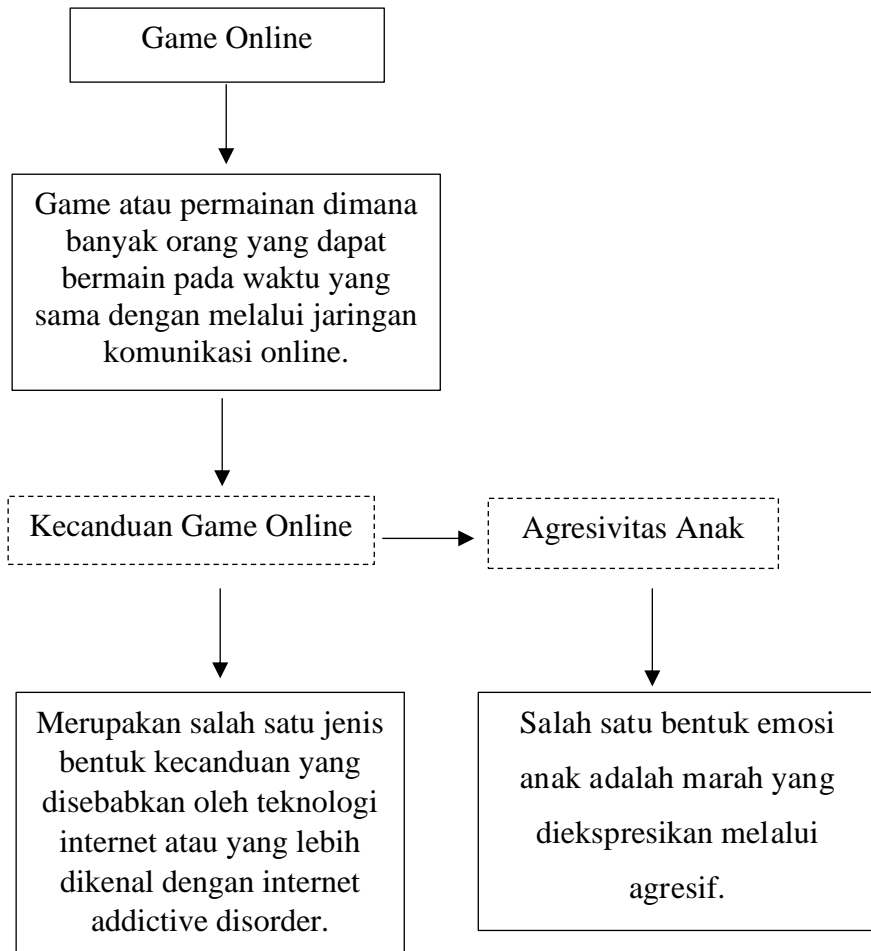 Game Online
Game atau permainan dimana
banyak orang yang dapat
bermain pada waktu yang
sama dengan melalui jaringan
komunikasi online.
Kecanduan Game Online
Agresivitas Anak
Merupakan salah satu jenis
bentuk kecanduan yang
disebabkan oleh teknologi
internet atau yang lebih
dikenal dengan internet
addictive disorder.
Salah satu bentuk emosi
anak adalah marah yang
diekspresikan melalui
agresif.